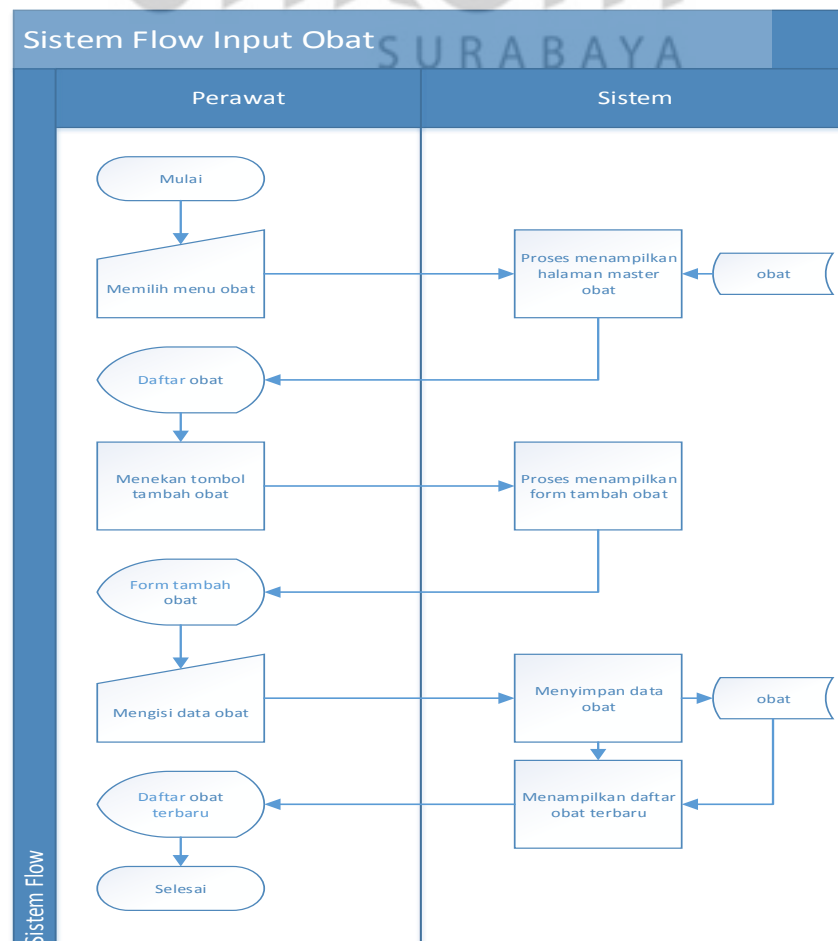 Sistem Flow Input Obat
SURABAYA
Perawat
Sistem
Mulai
Memilih menu obat
Proses menampilkan
halaman master
obat
obat
Daftar obat
Menekan tombol
tambah obat
Proses menampilkan
form tambah obat
Form tambah
obat
Mengisi data obat
Menyimpan data
obat
obat
Daftar obat
terbaru
Menampilkan daftar
obat terbaru
Selesai
Sistem Flow